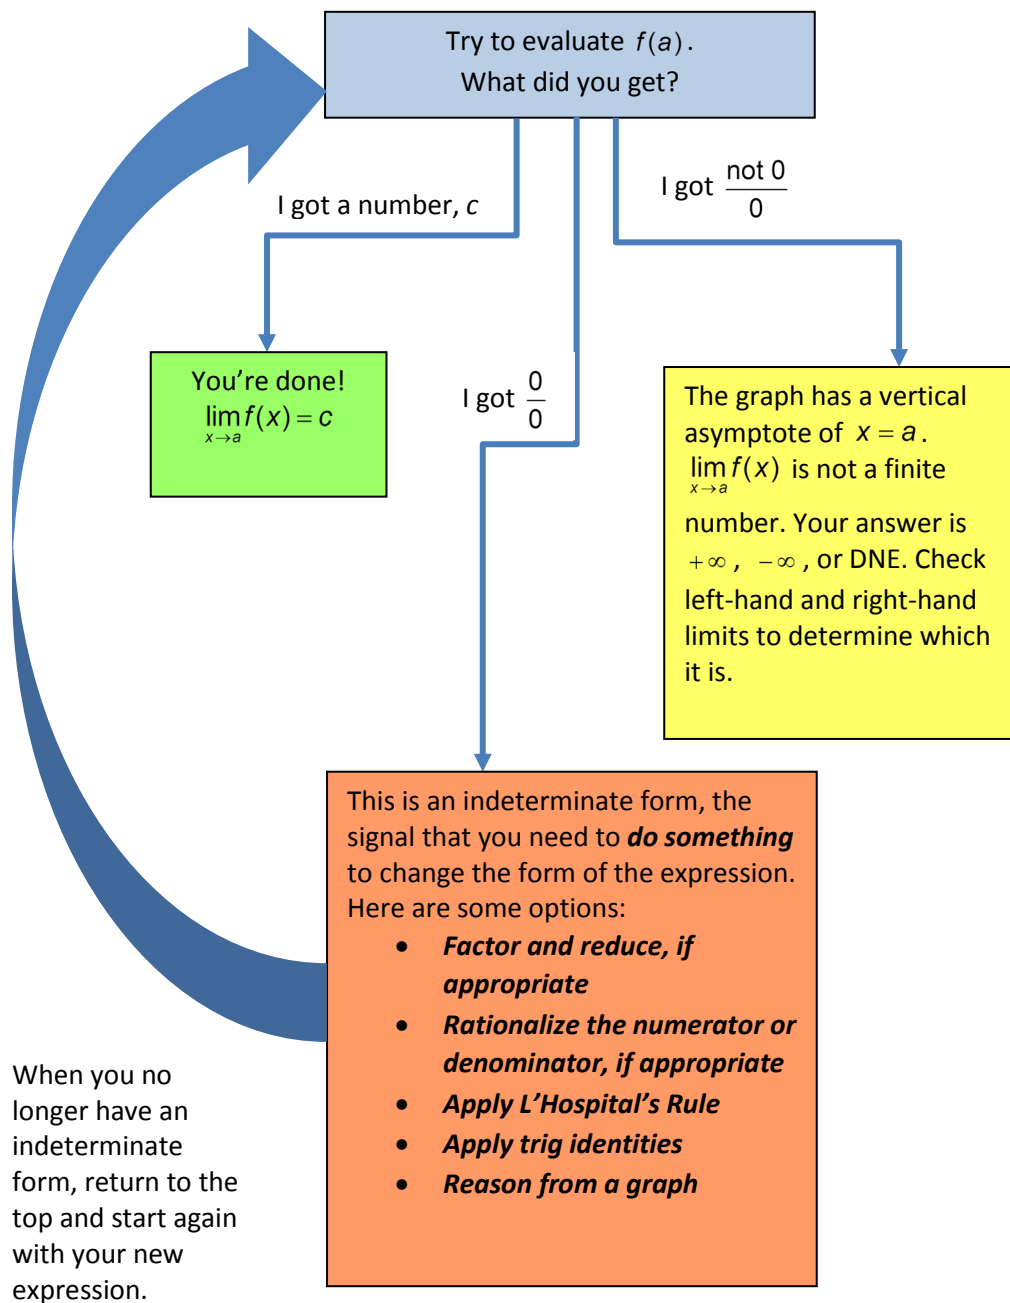 Try to evaluate f(a).
What did you get?
I got a number, c
I got not 0/0
You’re done!
lim x→a f(x) = c
I got 0/0
The graph has a vertical
asymptote of x = a.
lim x→a f(x) is not a finite
number. Your answer is
+∞, −∞, or DNE. Check
left-hand and right-hand
limits to determine which
it is.
This is an indeterminate form, the
signal that you need to do something
to change the form of the expression.
Here are some options:
• Factor and reduce, if
appropriate
• Rationalize the numerator or
denominator, if appropriate
• Apply L’Hospital’s Rule
• Apply trig identities
• Reason from a graph
When you no
longer have an
indeterminate
form, return to the
top and start again
with your new
expression.